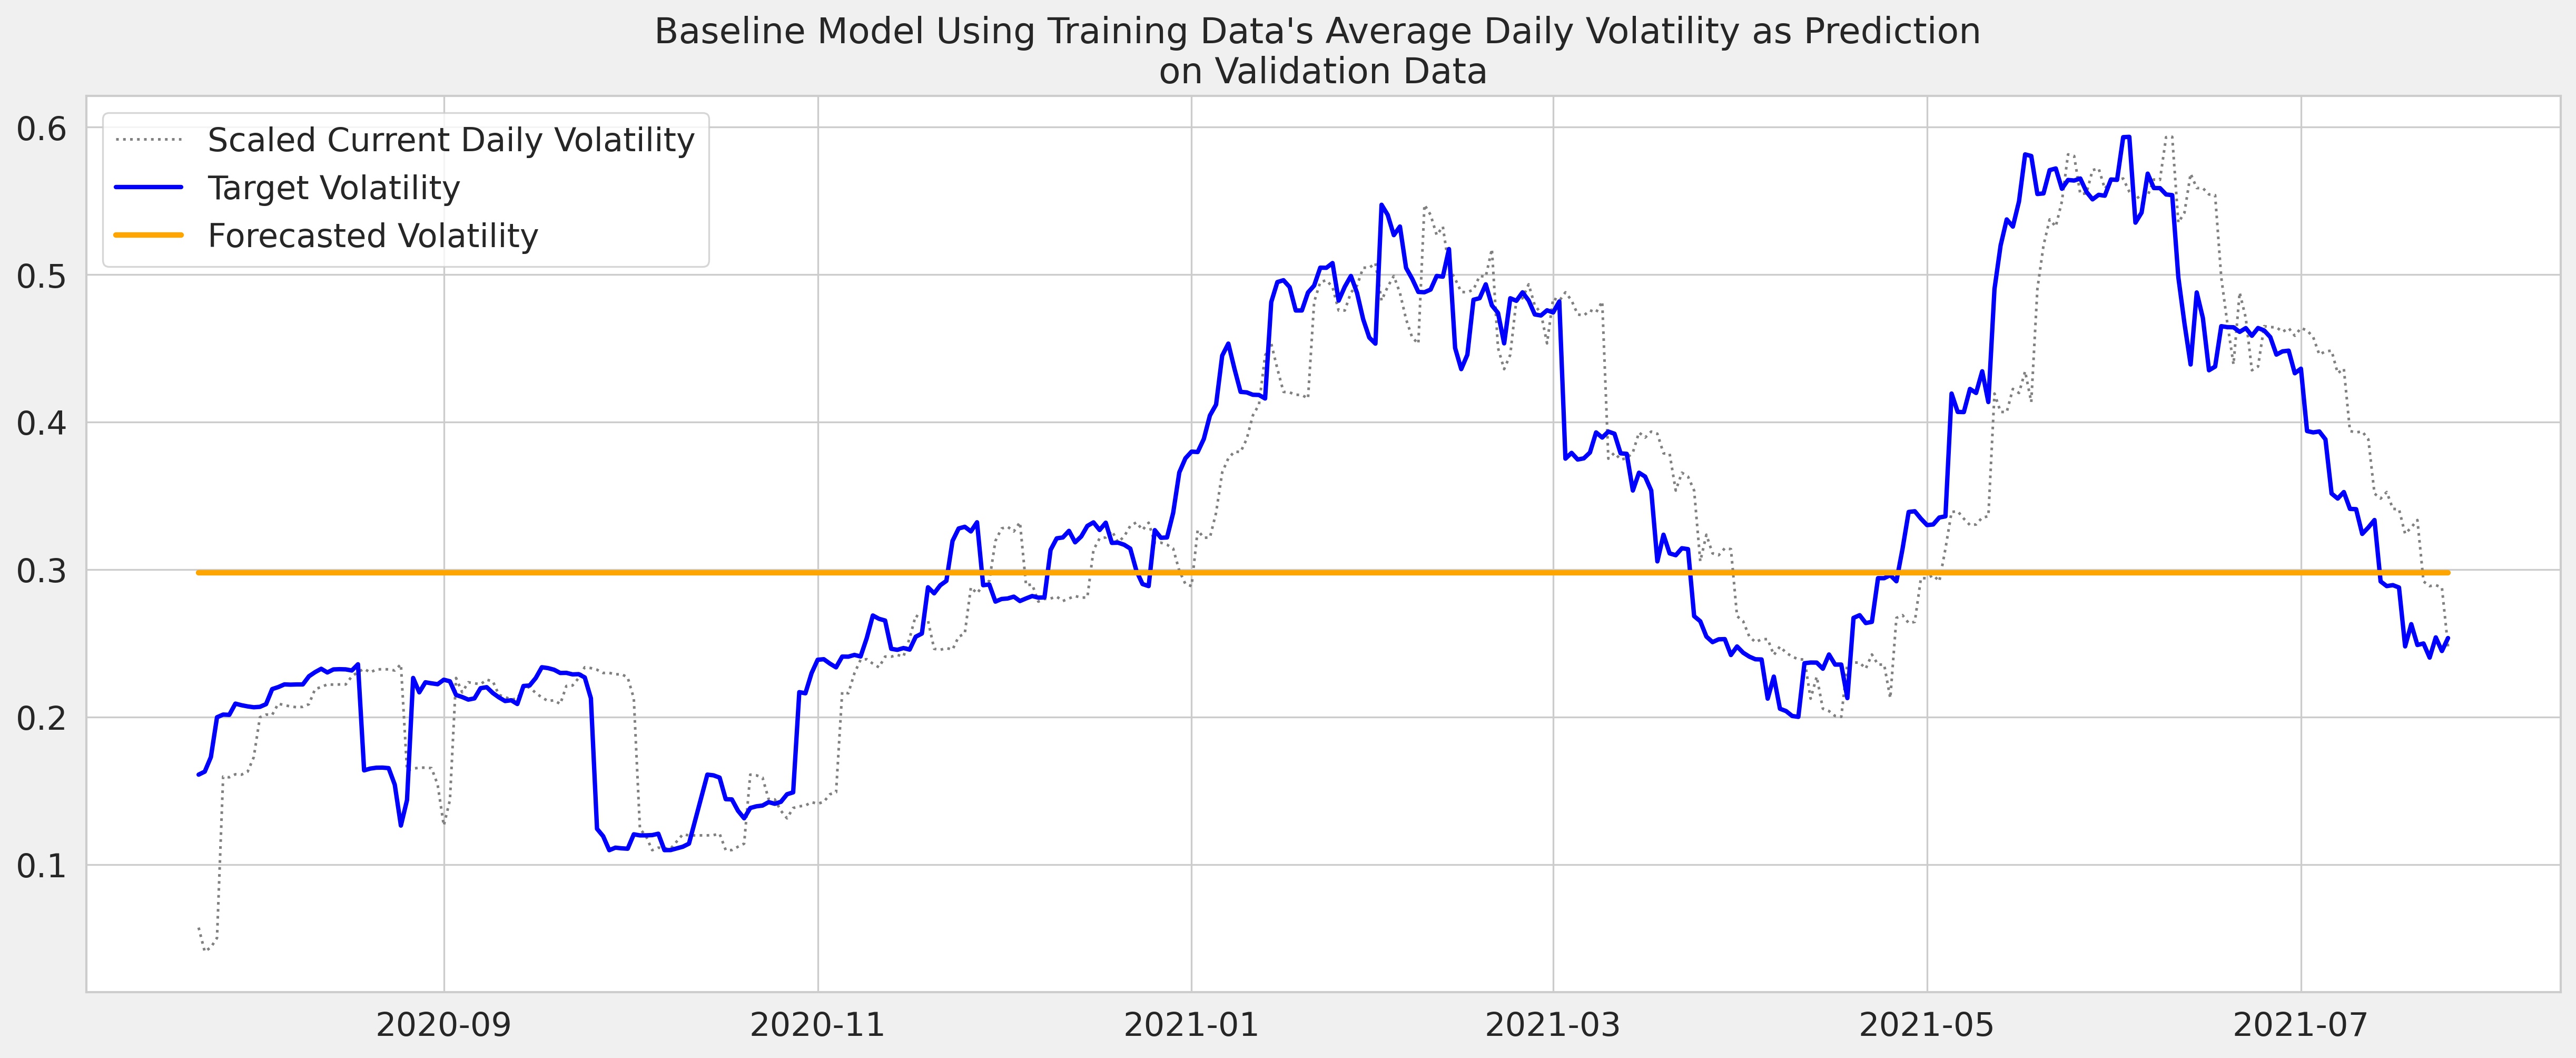 Baseline Model Using Training Data's Average Daily Volatility as Prediction
on Validation Data
Scaled Current Daily Volatility
Target Volatility
Forecasted Volatility
0.6
0.5
0.4
0.3
0.2
0.1
2020-09
2020-11
2021-01
2021-03
2021-05
2021-07